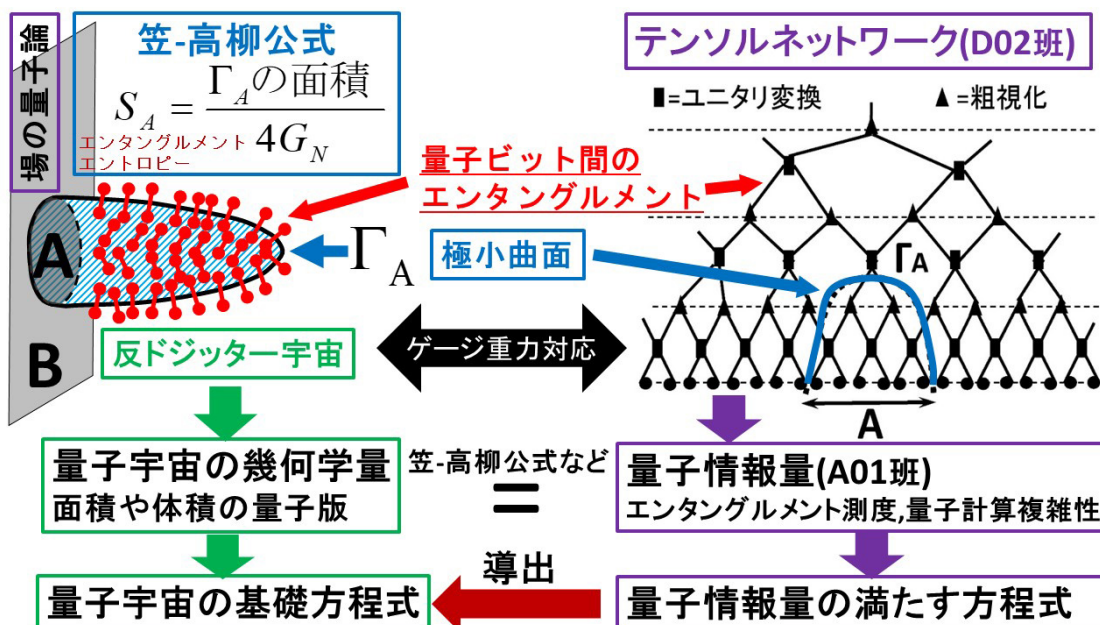 場の量子論
笠-高柳公式
S_A = Γ_Aの面積 / 4G_N
エンタングルメント
エントロピー
テンソルネットワーク(D02班)
■=ユニタリ変換 ▲=粗視化
量子ビット間の
エンタングルメント
A
Γ_A
極小曲面
ΓA
B
反ドジッター宇宙
ゲージ重力対応
A
量子宇宙の幾何学量
面積や体積の量子版
笠-高柳公式など
=
量子情報量(A01班)
エンタングルメント測度,量子計算複雑性
量子宇宙の基礎方程式
導出
量子情報量の満たす方程式